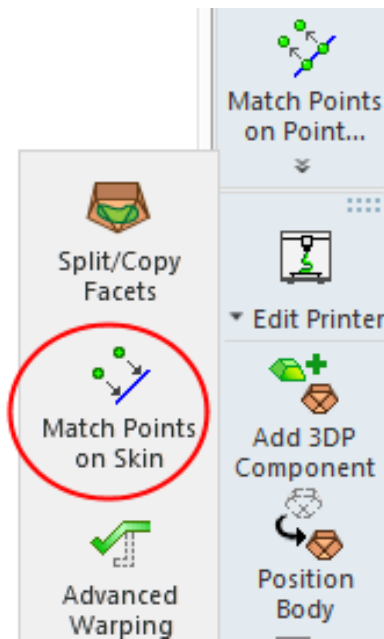 Match Points
on Point...
Split/Copy
Facets
Edit Printer
Match Points
on Skin
Add 3DP
Component
Advanced
Warping
Position
Body